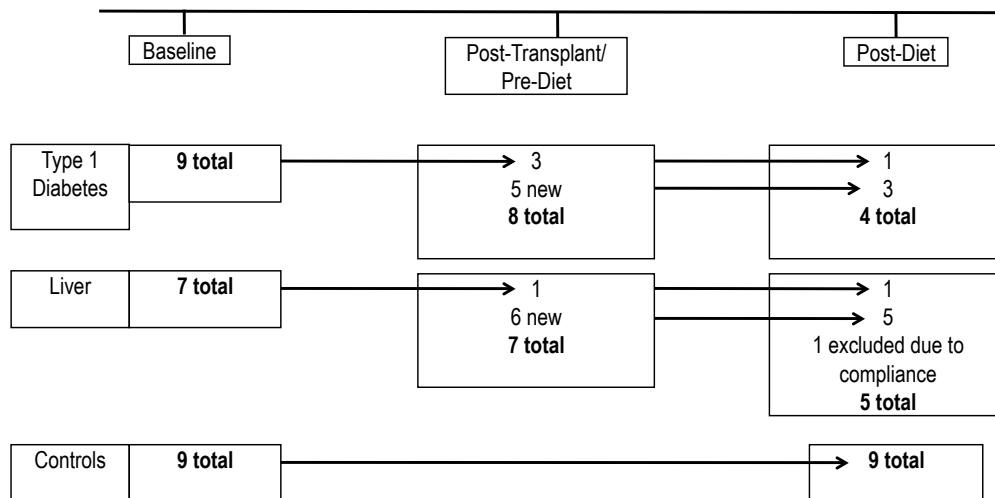 Baseline
Post-Transplant/
Pre-Diet
Post-Diet
Type 1
Diabetes
9 total
3
5 new
8 total
1
3
4 total
Liver
7 total
1
6 new
7 total
1
5
1 excluded due to
compliance
5 total
Controls
9 total
9 total